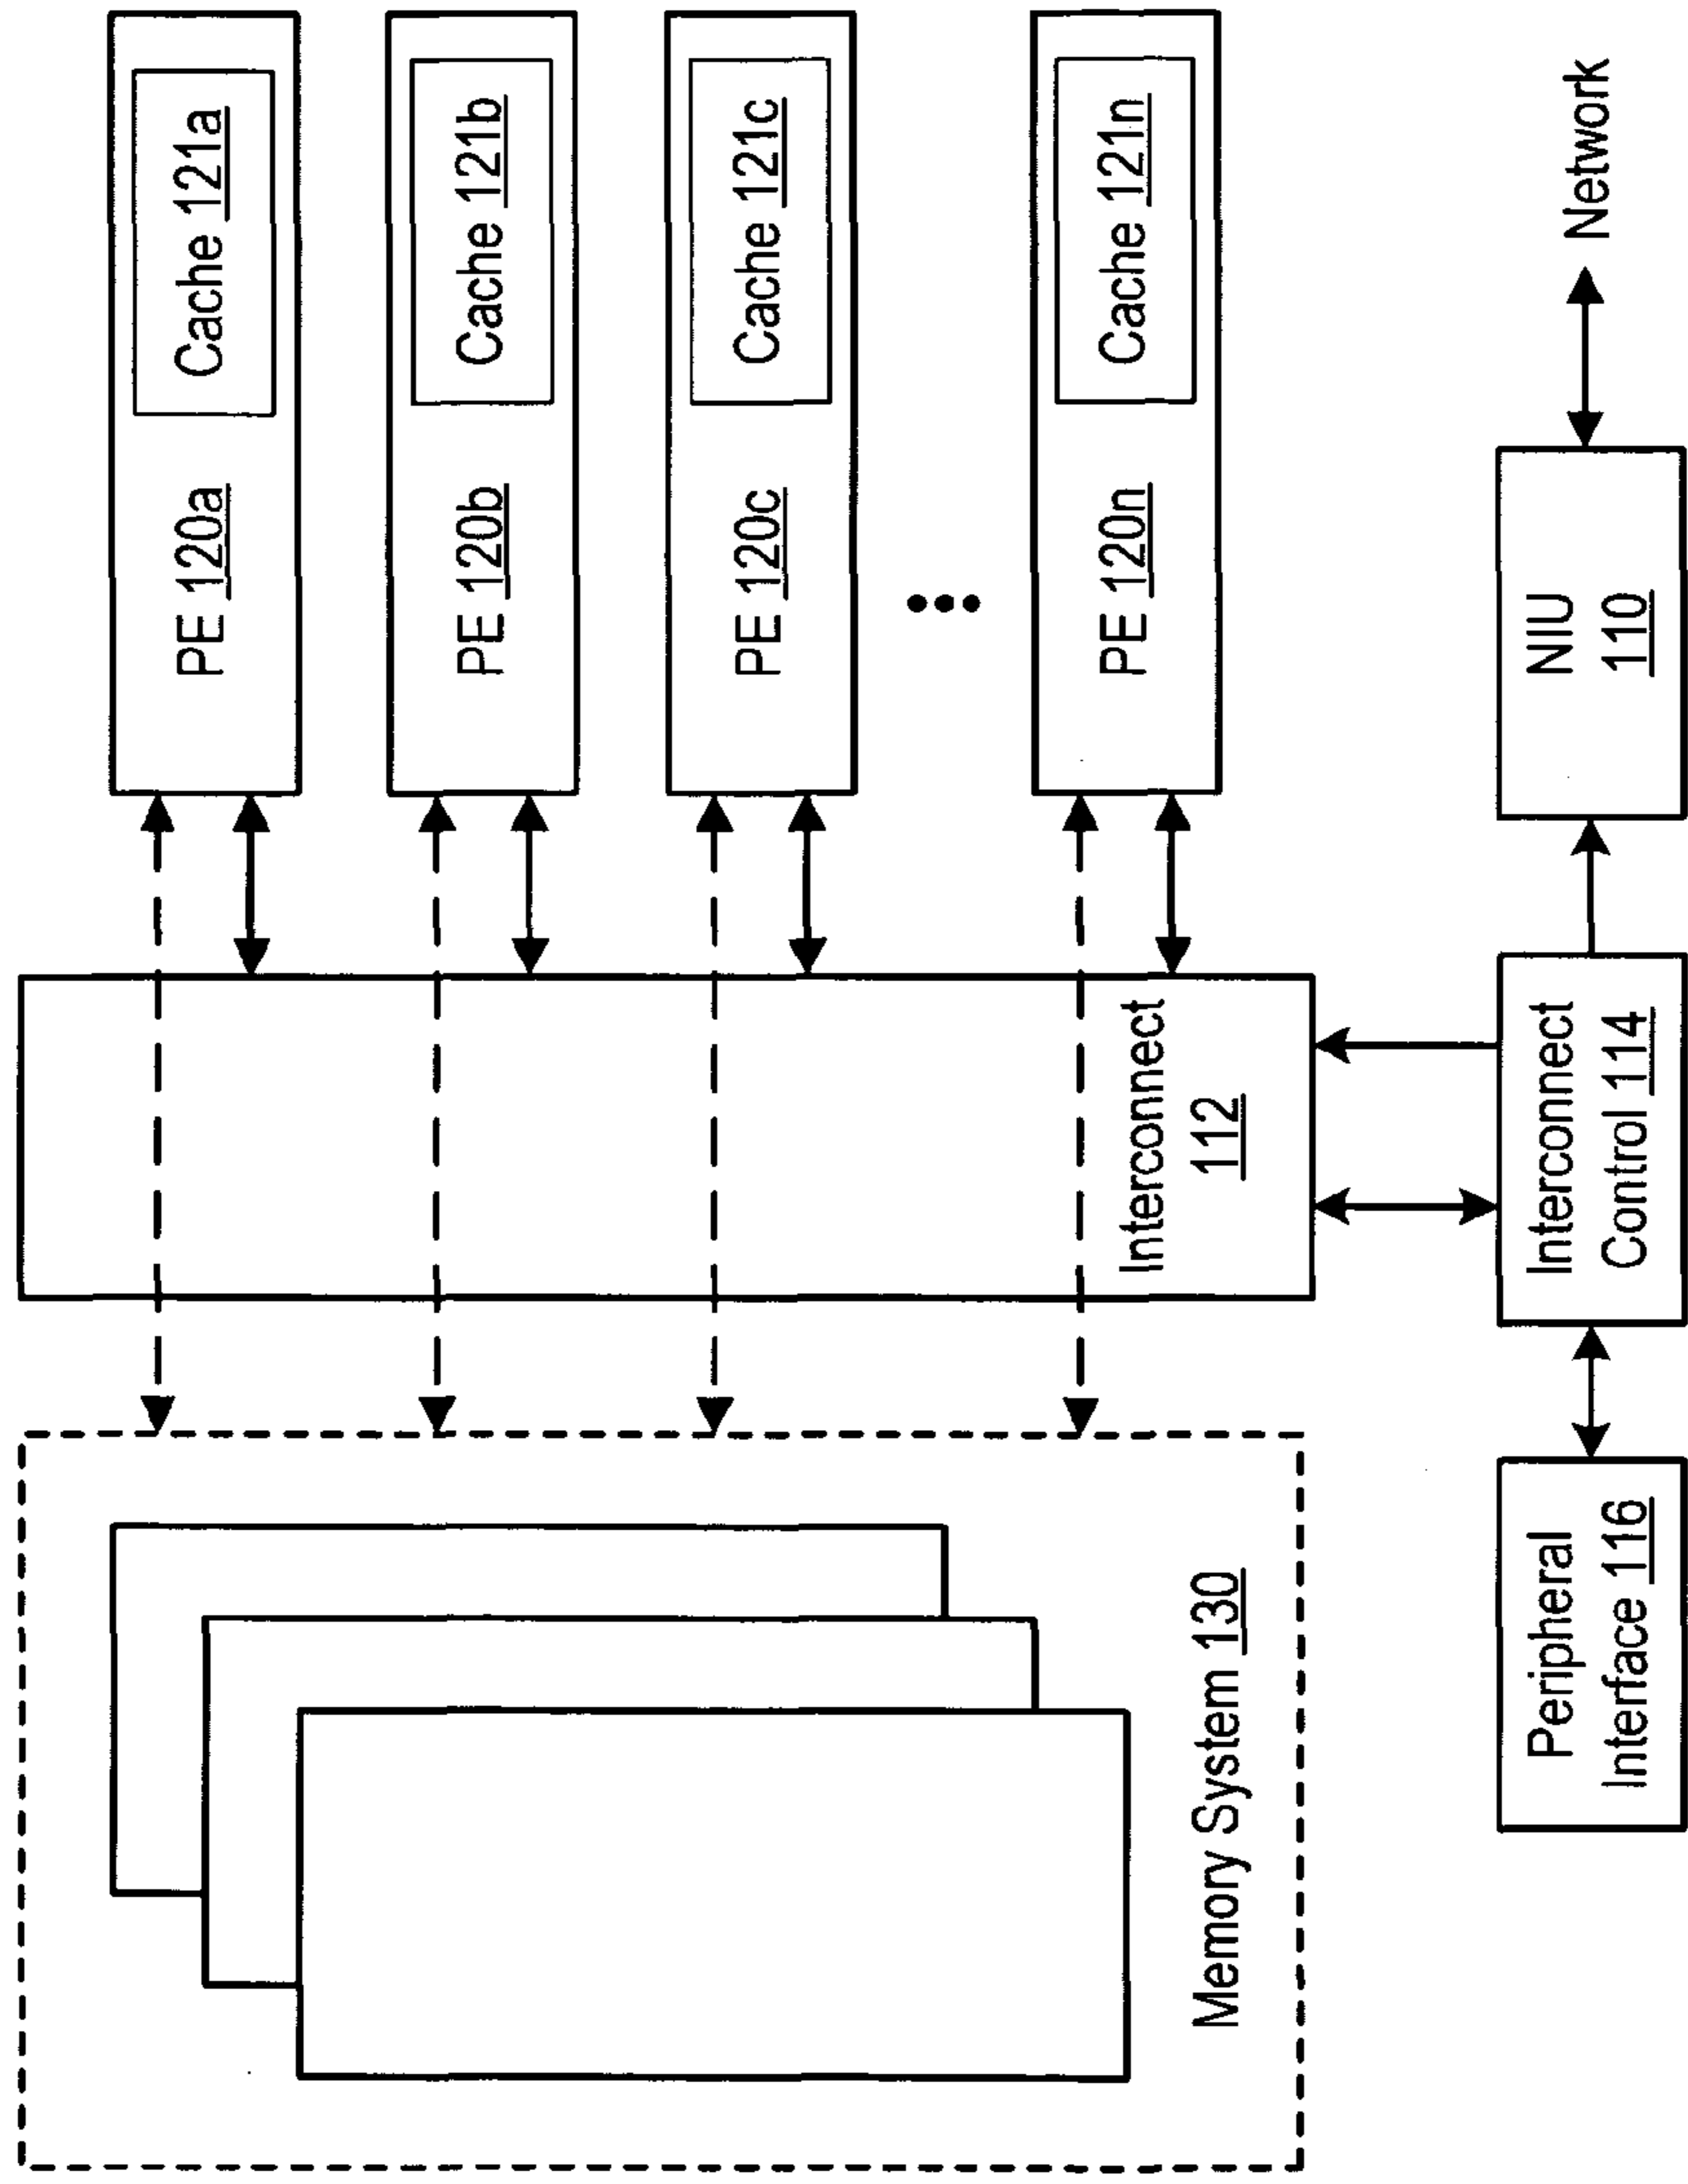 PE 120a
Cache 121a
PE 120b
Cache 121b
PE 120c
Cache 121c
PE 120n
Cache 121n
Interconnect
112
Memory System 130
Peripheral
Interface 116
Interconnect
Control 114
NIU
110
Network